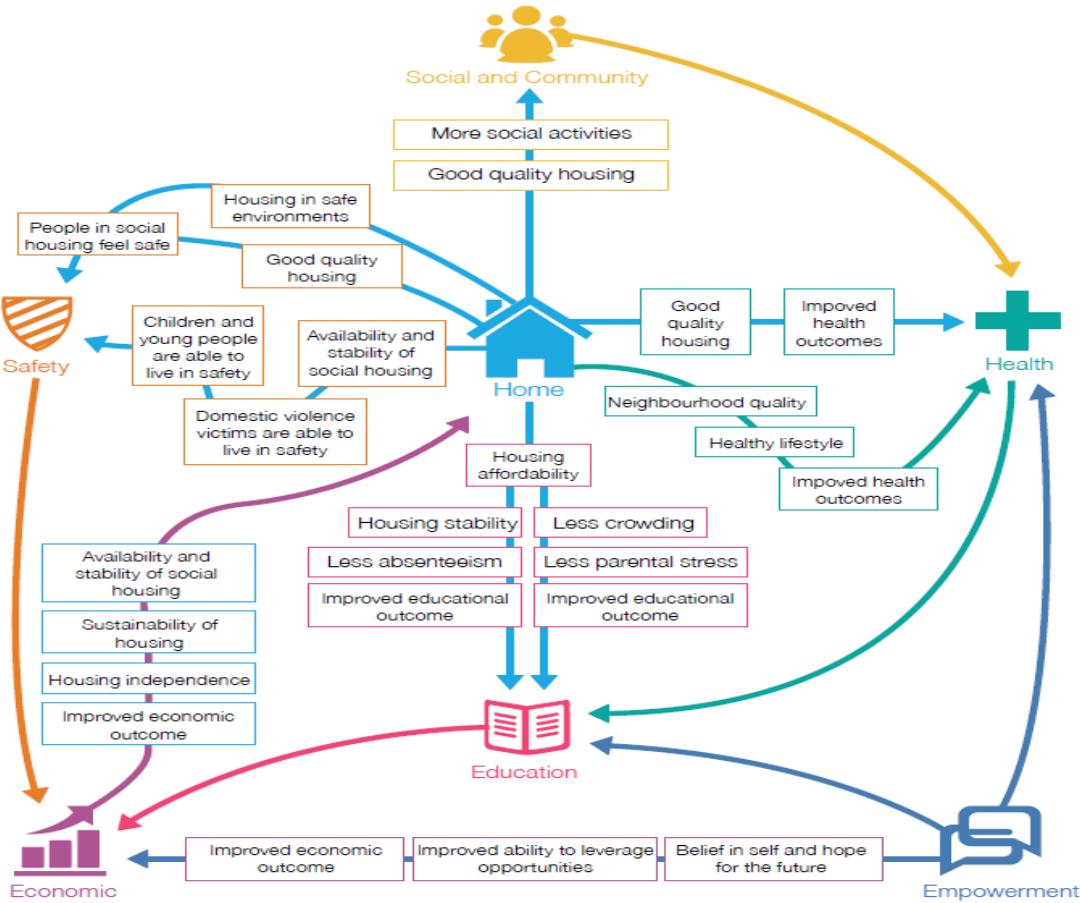 Social and Community
More social activities
Good quality housing
Housing in safe
environments
People in social
housing feel safe
Good quality
housing
Safety
Children and
young people
are able to
live in safety
Availability and
stability of
social housing
Domestic violence
victims are able to
live in safety
Home
Good
quality
housing
Impoved
health
outcomes
Health
Neighbourhood quality
Healthy lifestyle
Impoved health
outcomes
Housing
affordability
Housing stability
Less crowding
Less absenteeism
Less parental stress
Improved educational
outcome
Improved educational
outcome
Availability and
stability of social
housing
Sustainability of
housing
Housing independence
Improved economic
outcome
Education
Economic
Improved economic
outcome
Improved ability to leverage
opportunities
Belief in self and hope
for the future
Empowerment